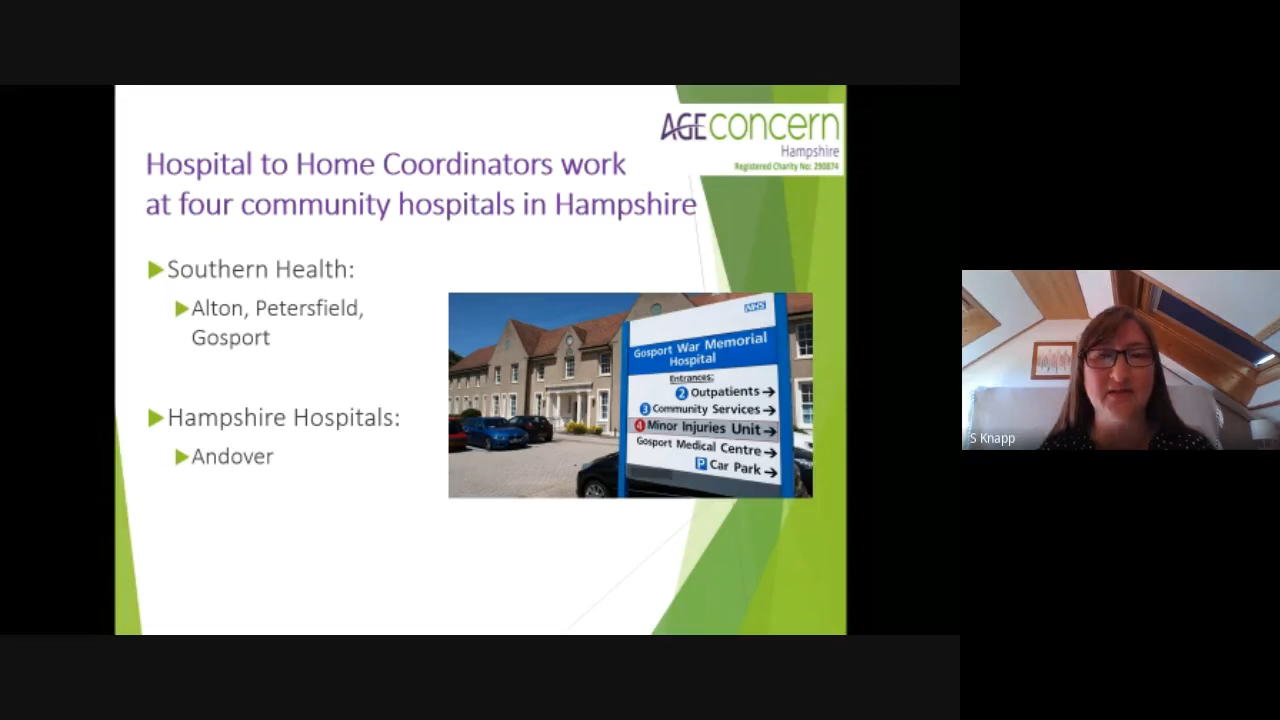 AGEconcern
Hampshire
Registered Charity No: 290874
Hospital to Home Coordinators work
at four community hospitals in Hampshire
Southern Health:
Alton, Petersfield,
Gosport
Hampshire Hospitals:
Andover
NHS
Gosport War Memorial
Hospital
Entrances:
2 Outpatients
3 Community Services
4 Minor Injuries Unit
Gosport Medical Centre
P Car Park
S Knapp